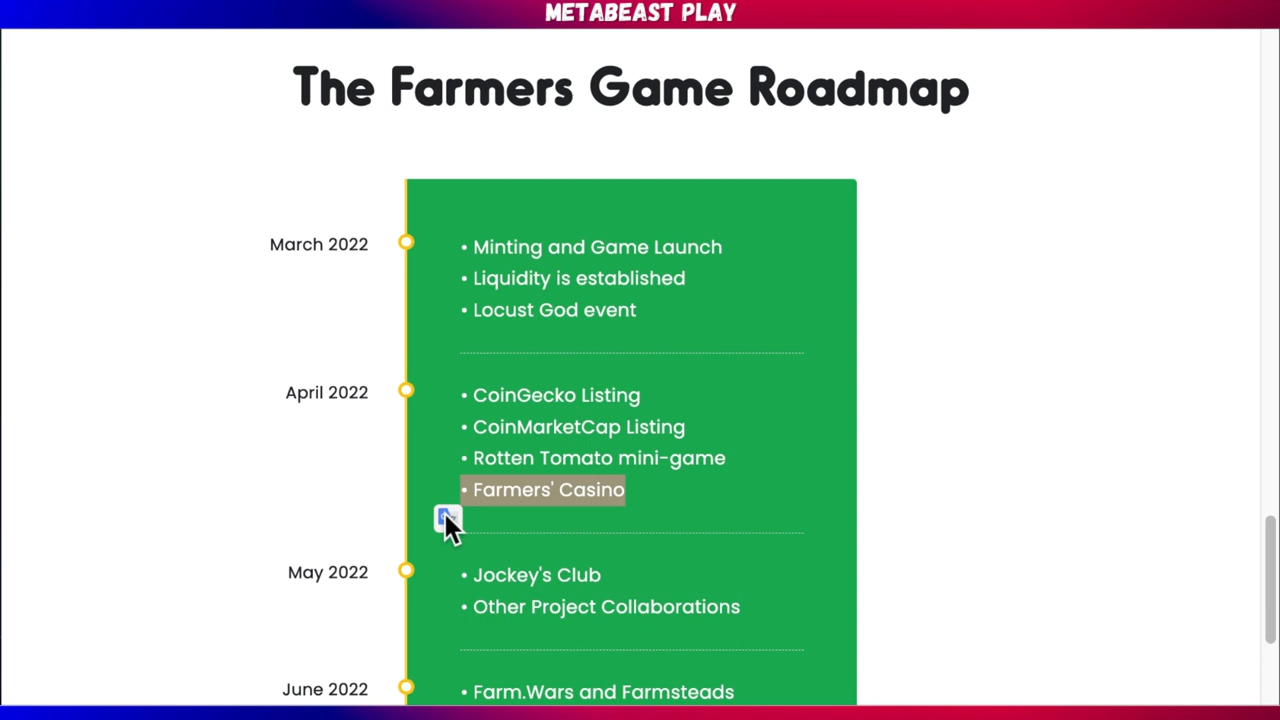 METABEAST PLAY
The Farmers Game Roadmap
March 2022
• Minting and Game Launch
• Liquidity is established
• Locust God event
April 2022
• CoinGecko Listing
• CoinMarketCap Listing
• Rotten Tomato mini-game
• Farmers' Casino
May 2022
• Jockey's Club
• Other Project Collaborations
June 2022
• Farm.Wars and Farmsteads